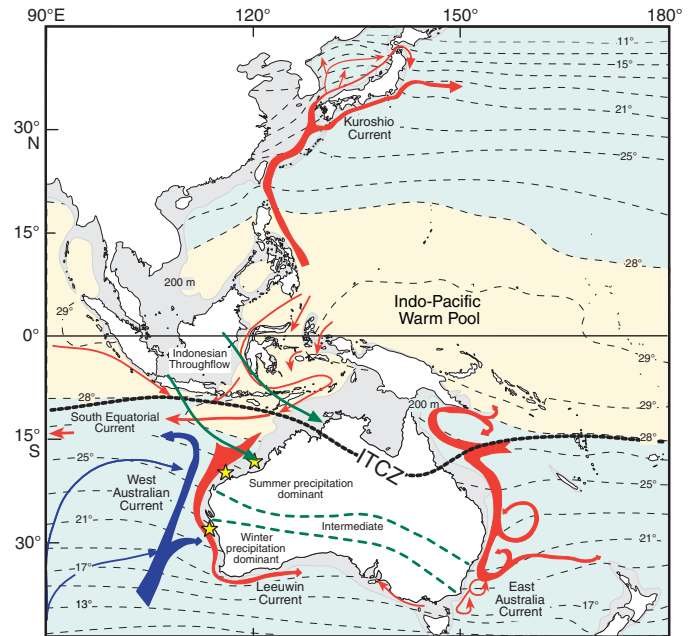 90°E
120°
150°
180°
11°
15°
21°
25°
Kuroshio
Current
30°
N
15°
200 m
28°
29°
Indo-Pacific
Warm Pool
0°
Indonesian
Throughflow
29°
28°
200 m
29°
South Equatorial
Current
28°
15°
S
25°
ITCZ
West
Australian
Current
Summer precipitation
dominant
21°
Intermediate
30°
Winter
precipitation
dominant
17°
Leeuwin
Current
East
Australia
Current
13°
17°